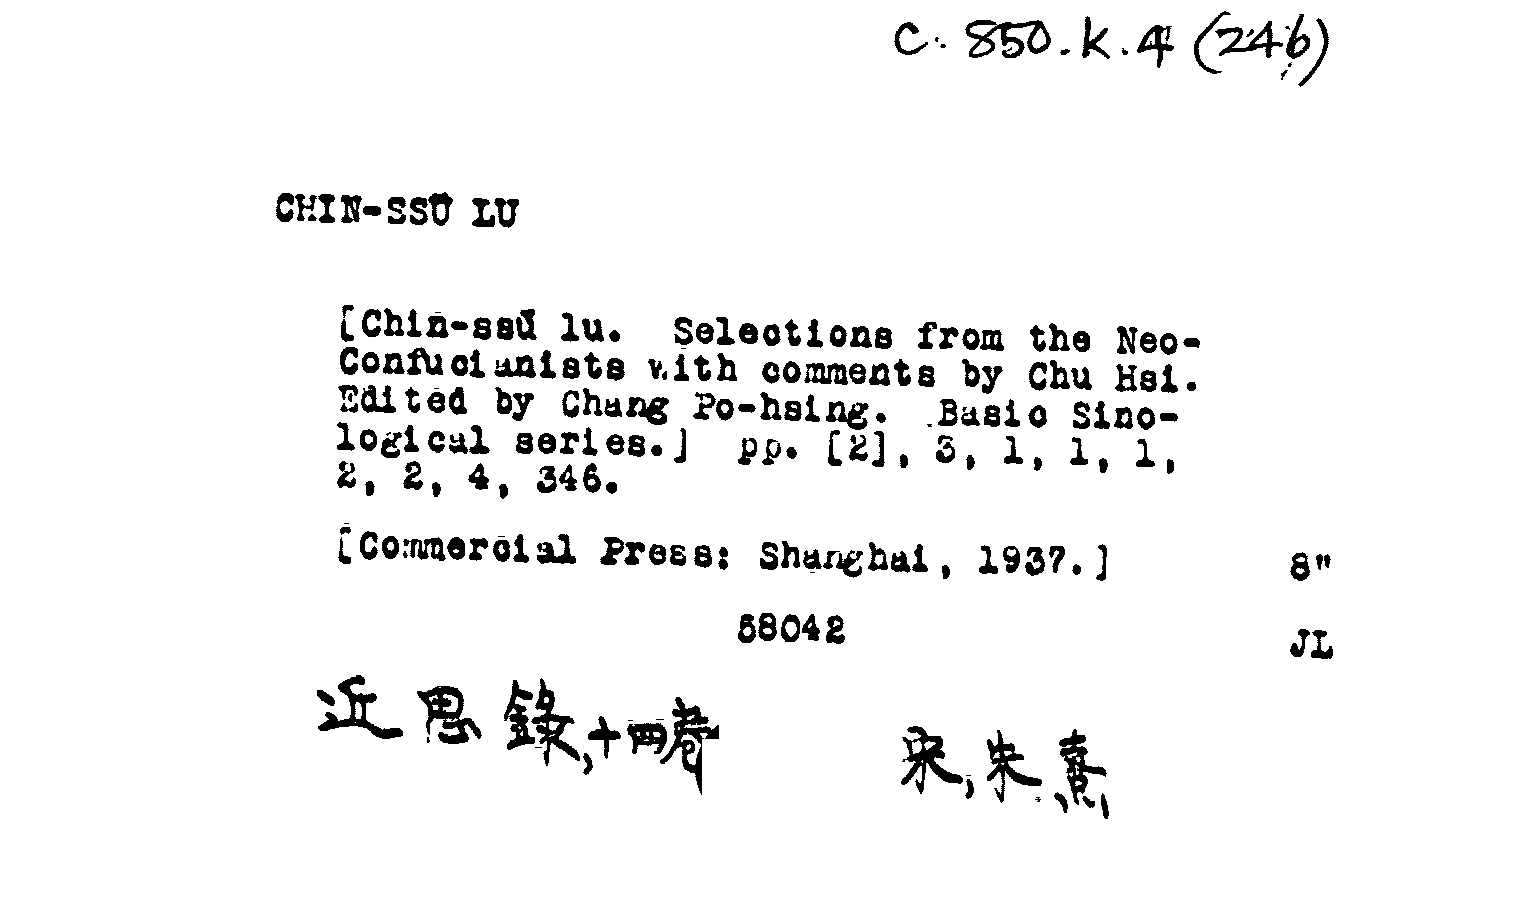 C. 850.K.4 (246)
CHIN-SSŬ LU
[Chin-ssŭ lu. Selections from the Neo-
Confucianists with comments by Chu Hsi.
Edited by Chang Po-hsing. Basic Sino-
logical series.] pp. [2], 3, 1, 1, 1,
2, 2, 4, 346.
[Commercial Press: Shanghai, 1937.] 8"
58042 JL
近思錄,十四卷 宋,朱熹